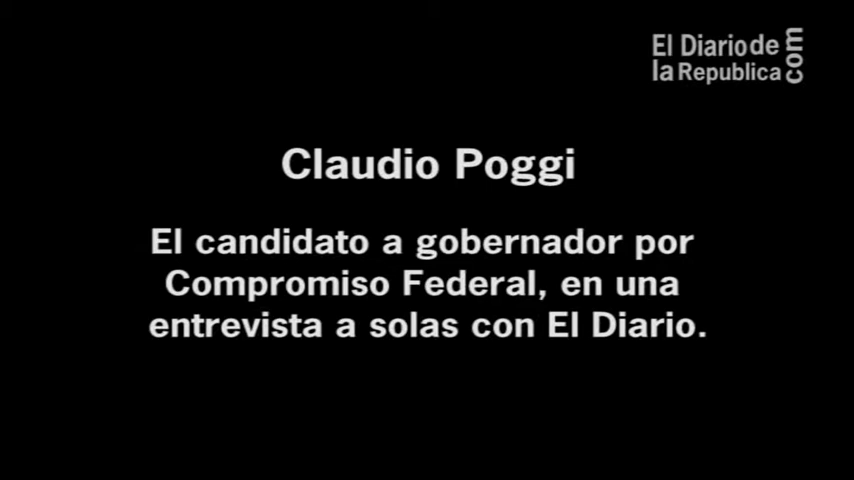 El Diario de
la Republica
com
Claudio Poggi
El candidato a gobernador por
Compromiso Federal, en una
entrevista a solas con El Diario.